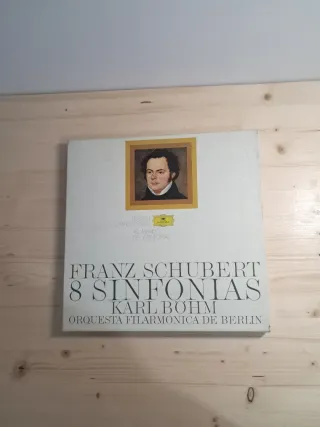 FRANZ SCHUBERT
8 SINFONIAS
KARL BÖHM
ORQUESTA FILARMONICA DE BERLIN